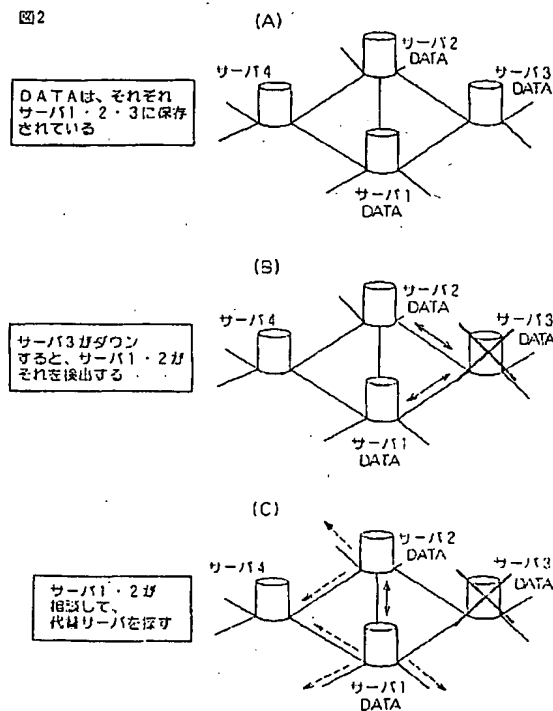 図2
(A)
サーバ2
DATA
サーバ4
サーバ3
DATA
DATAは、それぞれ
サーバ1・2・3に保存
されている
サーバ1
DATA
(B)
サーバ2
DATA
サーバ4
サーバ3
DATA
サーバ3がダウン
すると、サーバ1・2が
それを検出する
サーバ1
DATA
(C)
サーバ2
DATA
サーバ4
サーバ3
DATA
サーバ1・2が
相談して、
代替サーバを探す
サーバ1
DATA